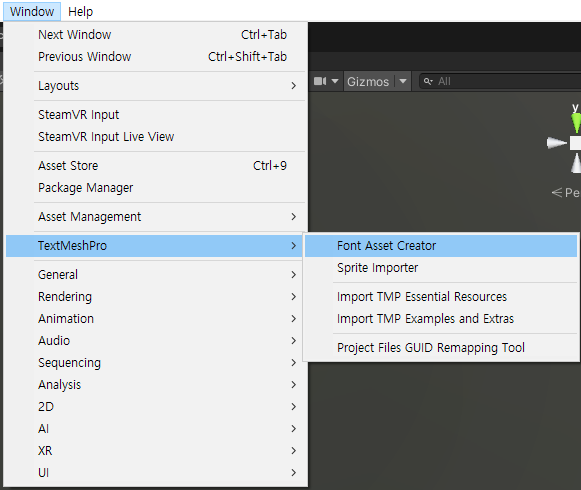 Window Help
Next Window Ctrl+Tab
Previous Window Ctrl+Shift+Tab
Layouts
Gizmos All
SteamVR Input
SteamVR Input Live View
y
Asset Store Ctrl+9
Package Manager
Pe
Asset Management
TextMeshPro
Font Asset Creator
Sprite Importer
Import TMP Essential Resources
Import TMP Examples and Extras
Project Files GUID Remapping Tool
General
Rendering
Animation
Audio
Sequencing
Analysis
2D
AI
XR
UI